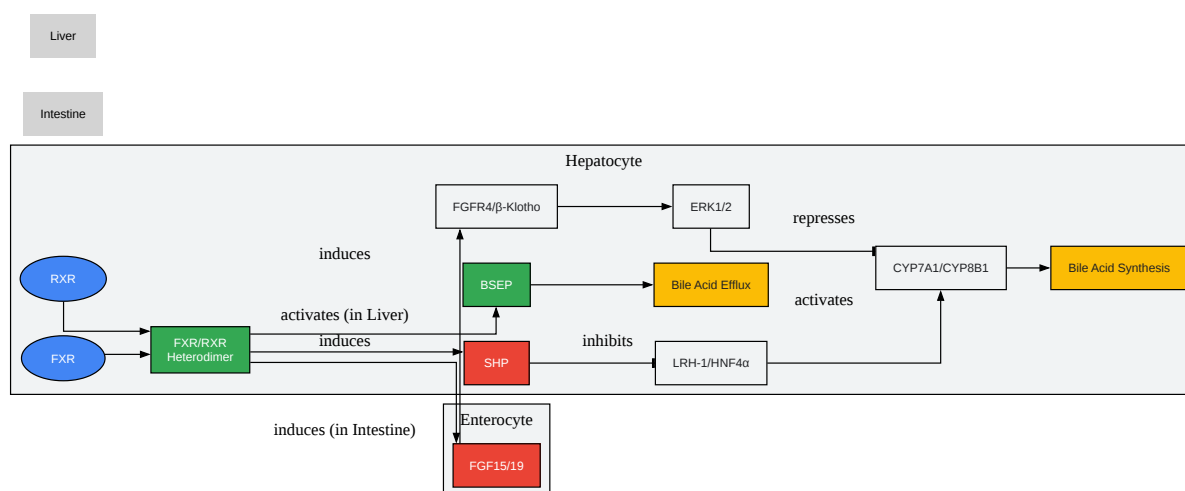 Liver
Intestine
Hepatocyte
FGFR4/β-Klotho
ERK1/2
represses
induces
RXR
BSEP
Bile Acid Efflux
CYP7A1/CYP8B1
Bile Acid Synthesis
activates
activates (in Liver)
FXR/RXR
Heterodimer
induces
inhibits
FXR
SHP
LRH-1/HNF4α
Enterocyte
induces (in Intestine)
FGF15/19